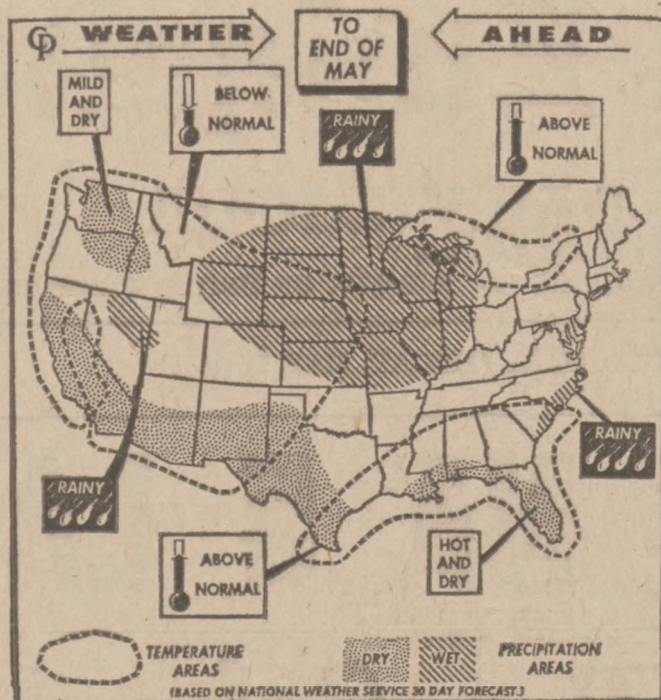 CP WEATHER
TO
END OF
MAY
AHEAD
MILD
AND
DRY
BELOW
NORMAL
RAINY
ABOVE
NORMAL
RAINY
ABOVE
NORMAL
HOT
AND
DRY
RAINY
TEMPERATURE
AREAS
DRY
WET
PRECIPITATION
AREAS
(BASED ON NATIONAL WEATHER SERVICE 30 DAY FORECAST.)